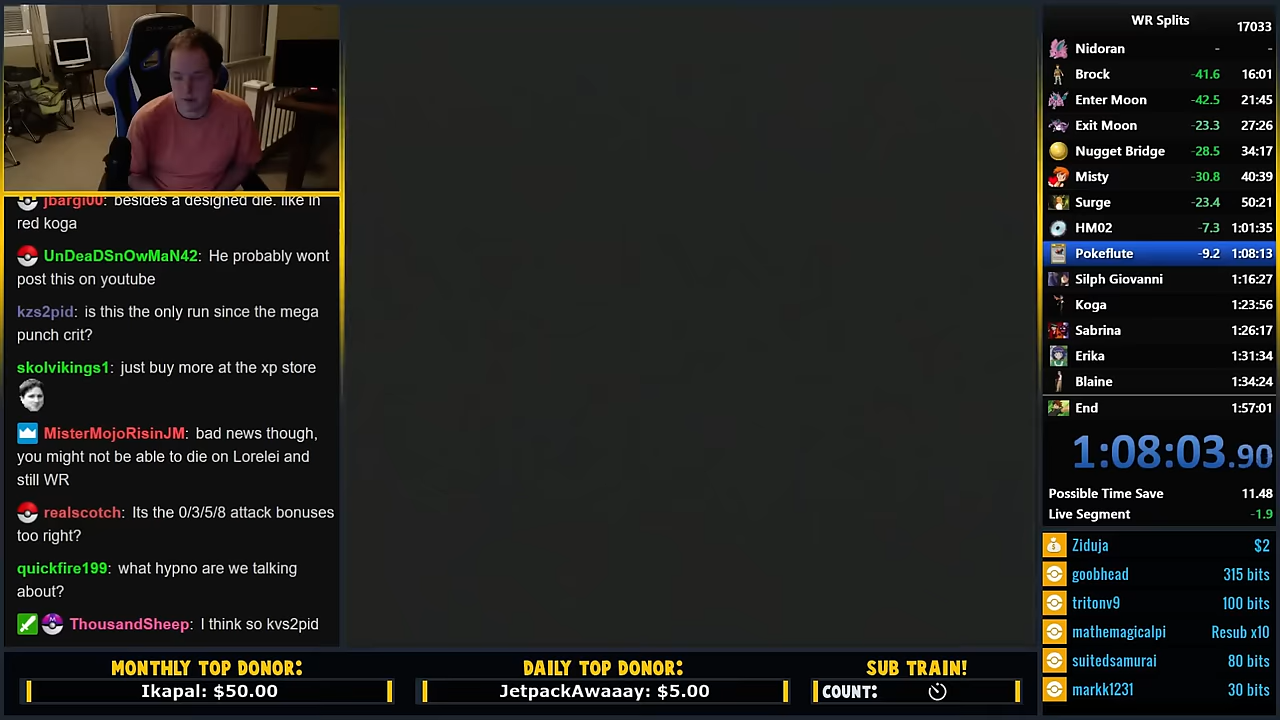 jbargi00: besides a designed die. like in
red koga
UnDeaDSnOwMaN42: He probably wont
post this on youtube
kzs2pid: is this the only run since the mega
punch crit?
skolvikings1: just buy more at the xp store
MisterMojoRisinJM: bad news though,
you might not be able to die on Lorelei and
still WR
realscotch: Its the 0/3/5/8 attack bonuses
too right?
quickfire199: what hypno are we talking
about?
ThousandSheep: I think so kvs2pid
WR Splits 17033
Nidoran - -
Brock -41.6 16:01
Enter Moon -42.5 21:45
Exit Moon -23.3 27:26
Nugget Bridge -28.5 34:17
Misty -30.8 40:39
Surge -23.4 50:21
HM02 -7.3 1:01:35
Pokeflute -9.2 1:08:13
Silph Giovanni 1:16:27
Koga 1:23:56
Sabrina 1:26:17
Erika 1:31:34
Blaine 1:34:24
End 1:57:01
1:08:03.90
Possible Time Save 11.48
Live Segment -1.9
Ziduja $2
goobhead 315 bits
tritonv9 100 bits
mathemagicalpi Resub x10
suitedsamurai 80 bits
markk1231 30 bits
MONTHLY TOP DONOR:
Ikapal: $50.00
DAILY TOP DONOR:
JetpackAwaaay: $5.00
SUB TRAIN!
COUNT: